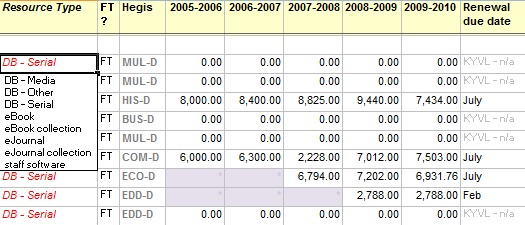 Resource Type FT ? Hegis 2005-2006 2006-2007 2007-2008 2008-2009 2009-2010 Renewal due date
DB - Serial FT MUL-D 0.00 0.00 0.00 0.00 0.00 KYVL - n/a
DB - Media FT MUL-D 0.00 0.00 0.00 0.00 0.00 KYVL - n/a
DB - Other
DB - Serial FT HIS-D 8,000.00 8,400.00 8,825.00 9,440.00 7,434.00 July
eBook FT BUS-D 0.00 0.00 0.00 0.00 0.00 KYVL - n/a
eBook collection
eJournal FT MUL-D 0.00 0.00 0.00 0.00 0.00 KYVL - n/a
eJournal collection FT COM-D 6,000.00 6,300.00 2,228.00 7,012.00 7,503.00 July
staff software
DB - Serial FT ECO-D * * 6,794.00 7,202.00 6,931.76 July
DB - Serial FT EDD-D * * * 2,788.00 2,788.00 Feb
DB - Serial FT EDD-D 0.00 0.00 0.00 0.00 0.00 KYVL - n/a